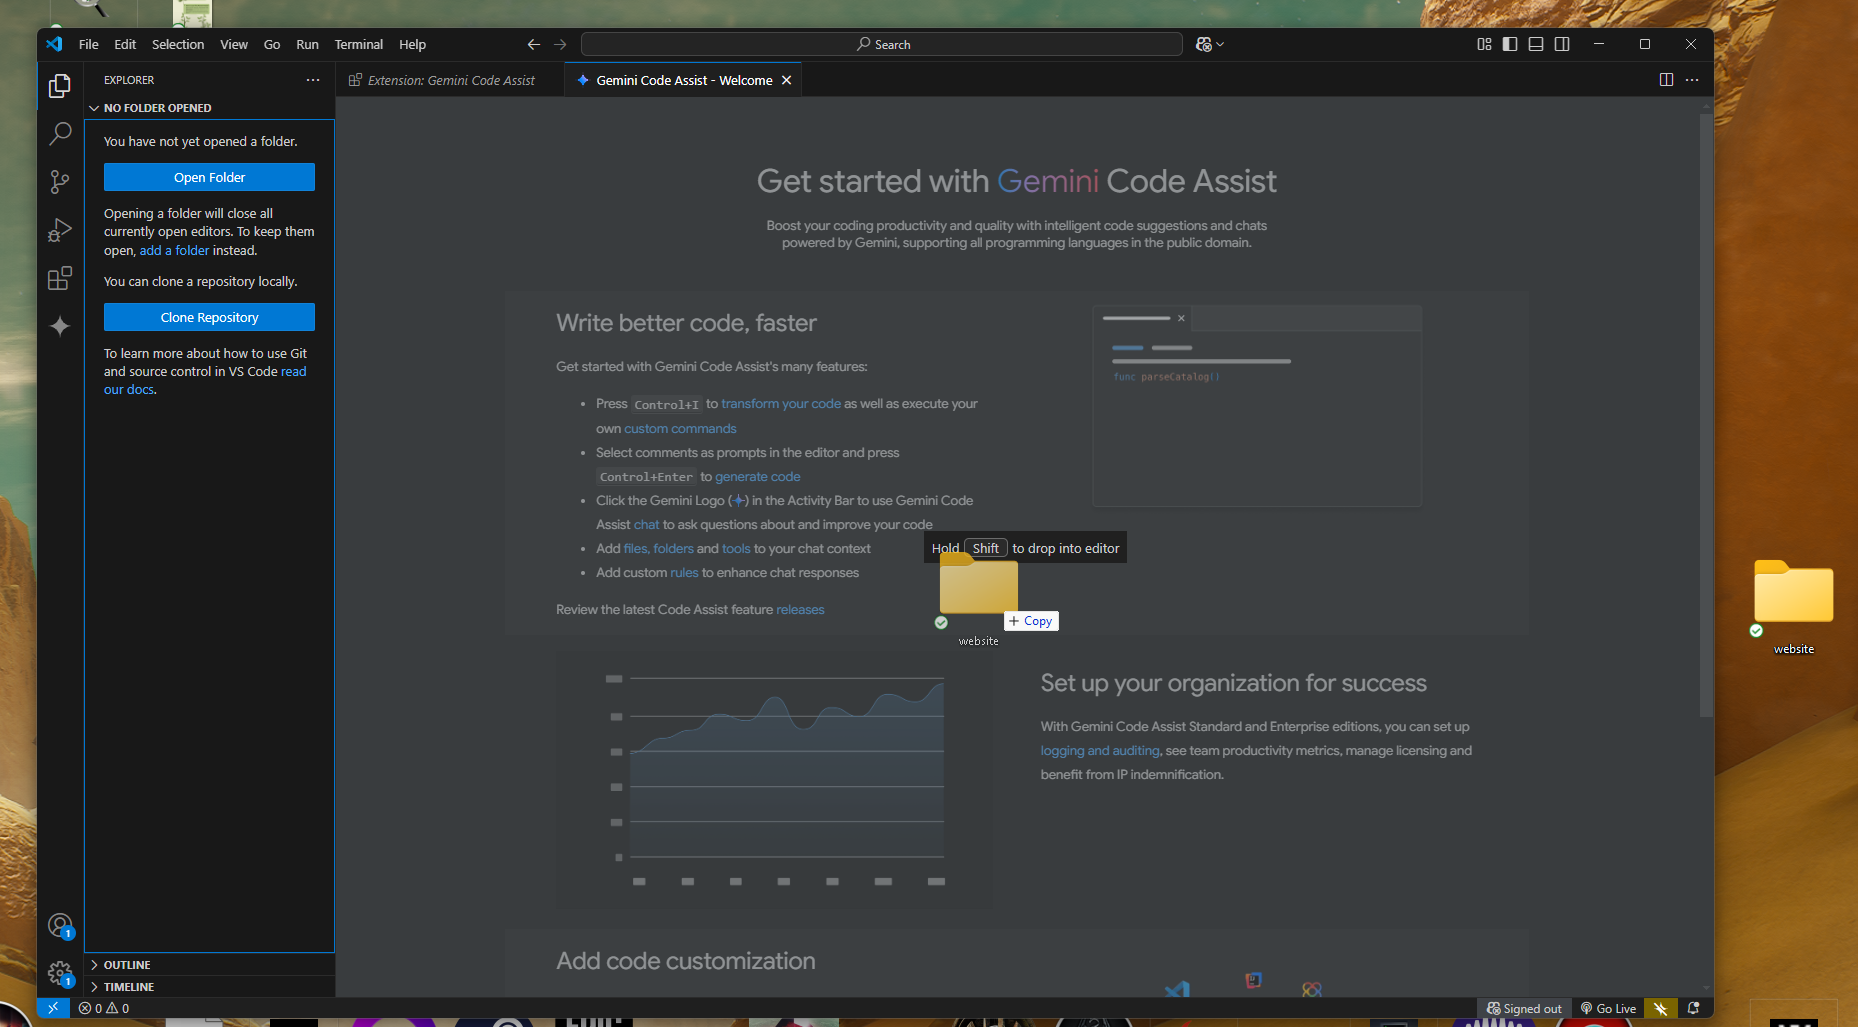 File Edit Selection View Go Run Terminal Help
Search
EXPLORER
Extension: Gemini Code Assist
Gemini Code Assist - Welcome
NO FOLDER OPENED
You have not yet opened a folder.
Open Folder
Opening a folder will close all
currently open editors. To keep them
open, add a folder instead.
You can clone a repository locally.
Clone Repository
To learn more about how to use Git
and source control in VS Code read
our docs.
OUTLINE
TIMELINE
1
1
Get started with Gemini Code Assist
Boost your coding productivity and quality with intelligent code suggestions and chats
powered by Gemini, supporting all programming languages in the public domain.
Write better code, faster
Get started with Gemini Code Assist's many features:
• Press Control+I to transform your code as well as execute your
own custom commands
• Select comments as prompts in the editor and press
Control+Enter to generate code
• Click the Gemini Logo (✦) in the Activity Bar to use Gemini Code
Assist chat to ask questions about and improve your code
• Add files, folders and tools to your chat context
• Add custom rules to enhance chat responses
Review the latest Code Assist feature releases
func parseCatalog()
Hold Shift to drop into editor
+ Copy
website
website
Set up your organization for success
With Gemini Code Assist Standard and Enterprise editions, you can set up
logging and auditing, see team productivity metrics, manage licensing and
benefit from IP indemnification.
Add code customization
0 0
Signed out
Go Live